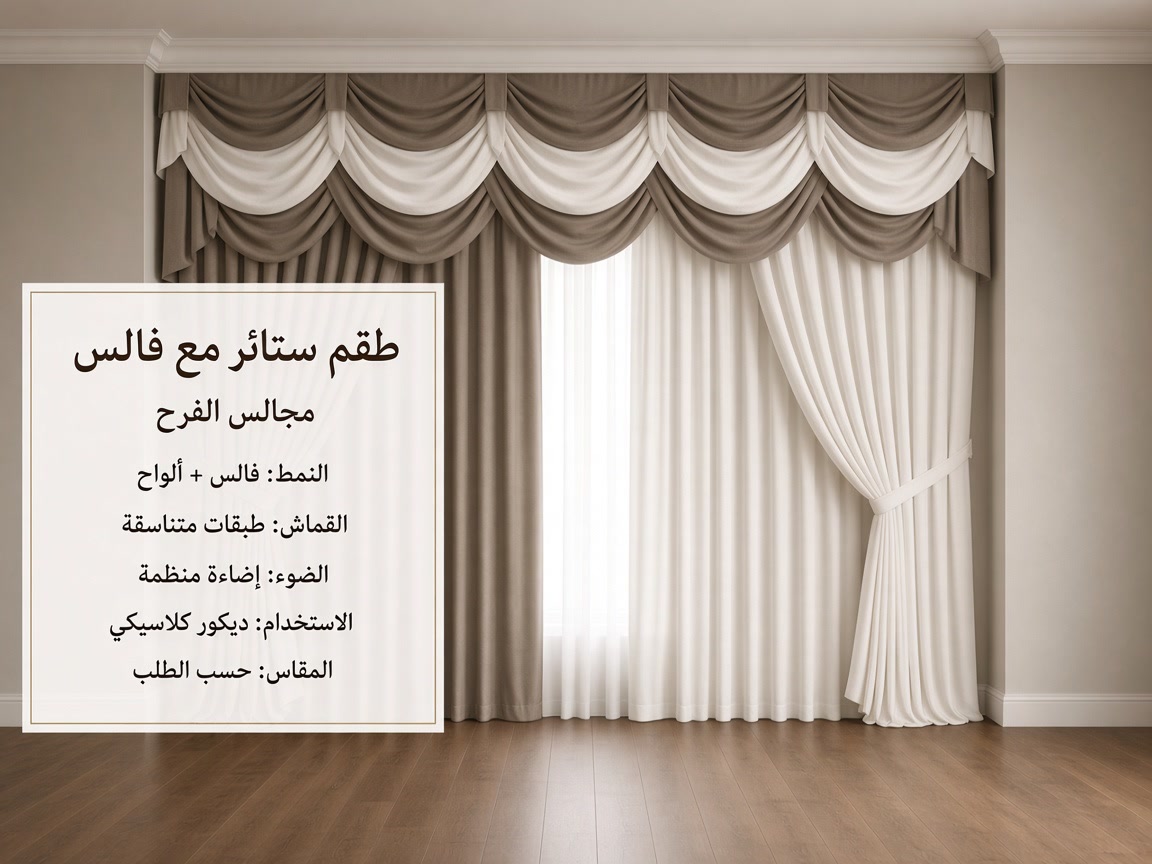 طقم ستائر مع فالس
مجالس الفرح
النمط: فالس + ألواح
القماش: طبقات متناسقة
الضوء: إضاءة منظمة
الاستخدام: ديكور كلاسيكي
المقاس: حسب الطلب